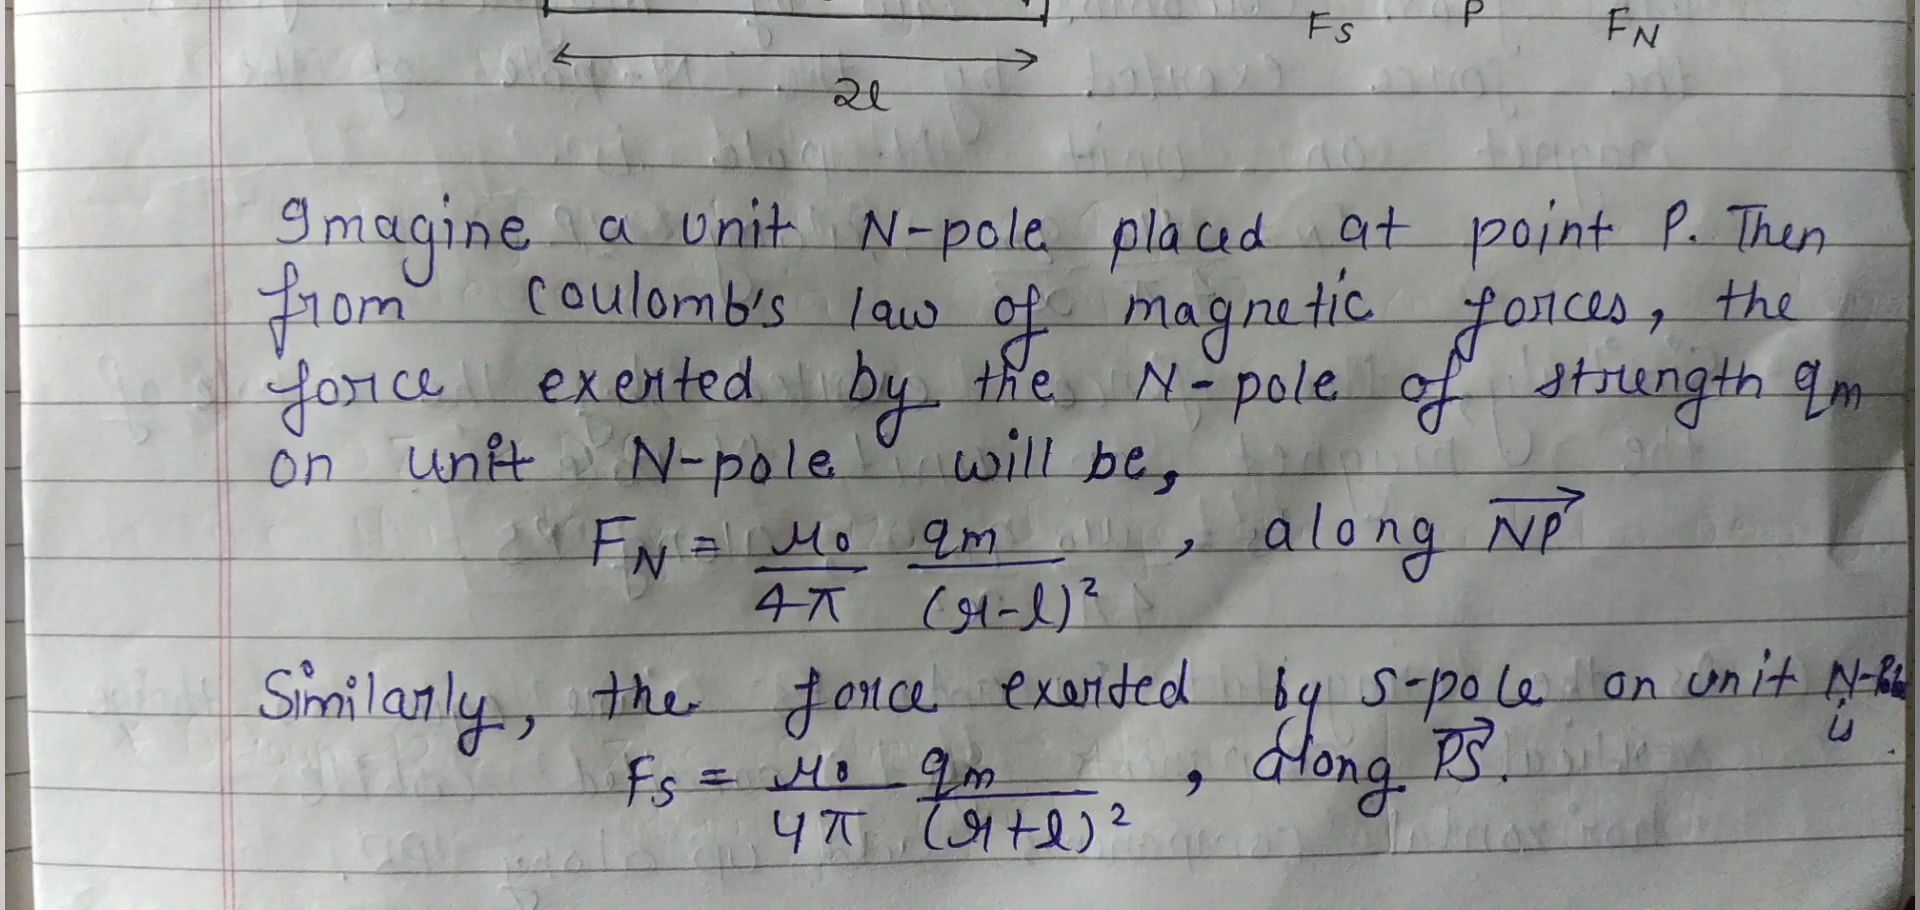 Fs P FN
2l
Imagine a unit N-pole placed at point P. Then
from Coulomb's law of magnetic forces, the
force exerted by the N-pole of strength qm
on unit N-pole will be,
FN = μ0/4π qm/(r-l)², along →NP
Similarly, the force exerted by S-pole on unit N-Pole
is
Fs = μ0/4π qm/(r+l)², along →PS.